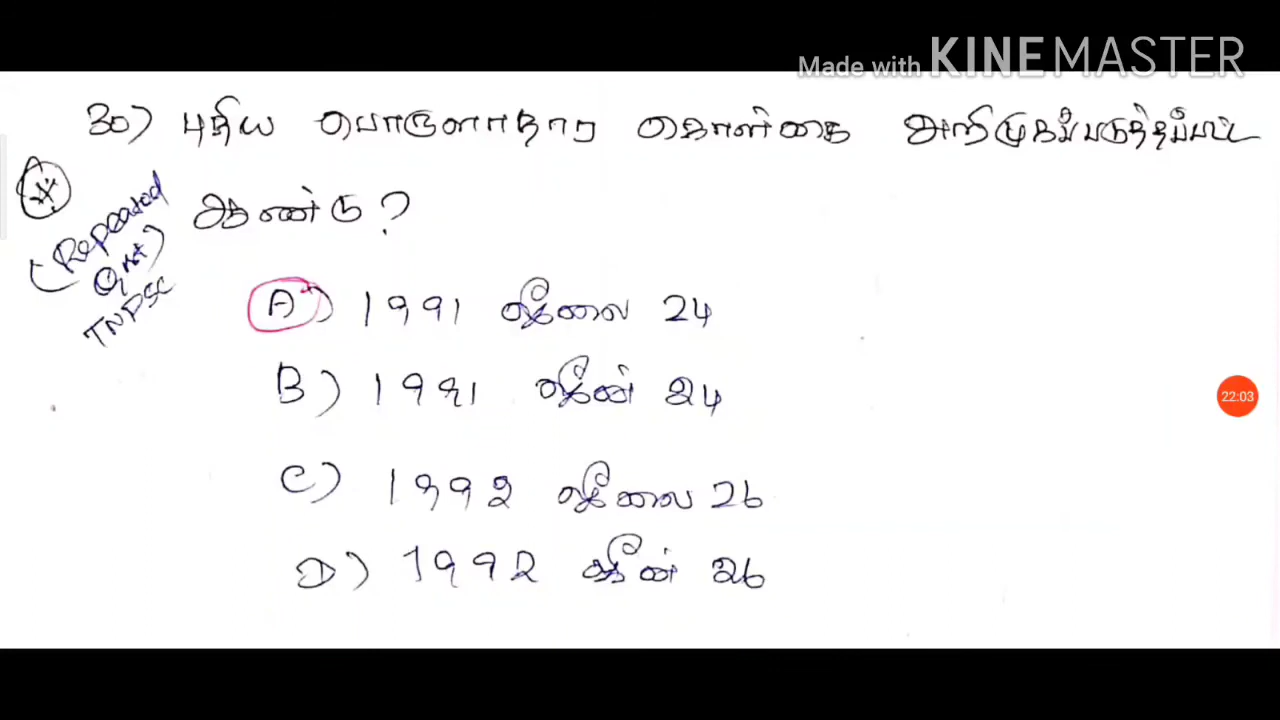 Made with KINEMASTER
30) புதிய பொருளாதார கொள்கை அறிமுகப்படுத்தப்பட்ட
ஆண்டு?
(Repeated
Qust)
TNPSC
A) 1991 ஜீலை 24
B) 1991 ஜீன் 24
C) 1992 ஜீலை 26
D) 1992 ஜீன் 26
22:03